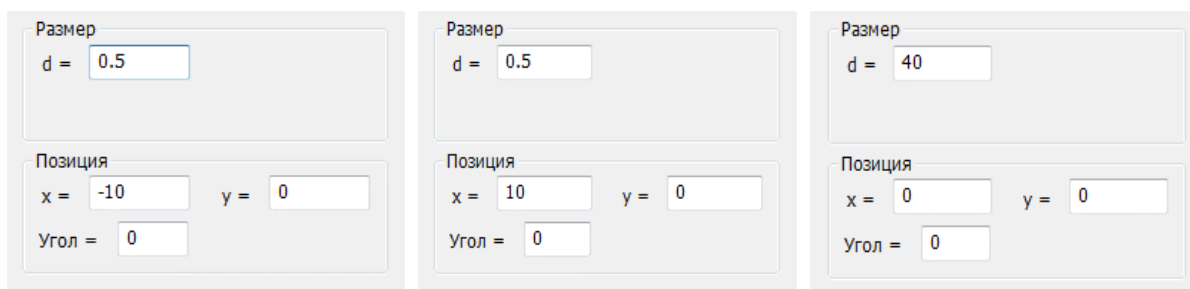 Размер
d = 0.5
Позиция
x = -10 y = 0
Угол = 0
Размер
d = 0.5
Позиция
x = 10 y = 0
Угол = 0
Размер
d = 40
Позиция
x = 0 y = 0
Угол = 0